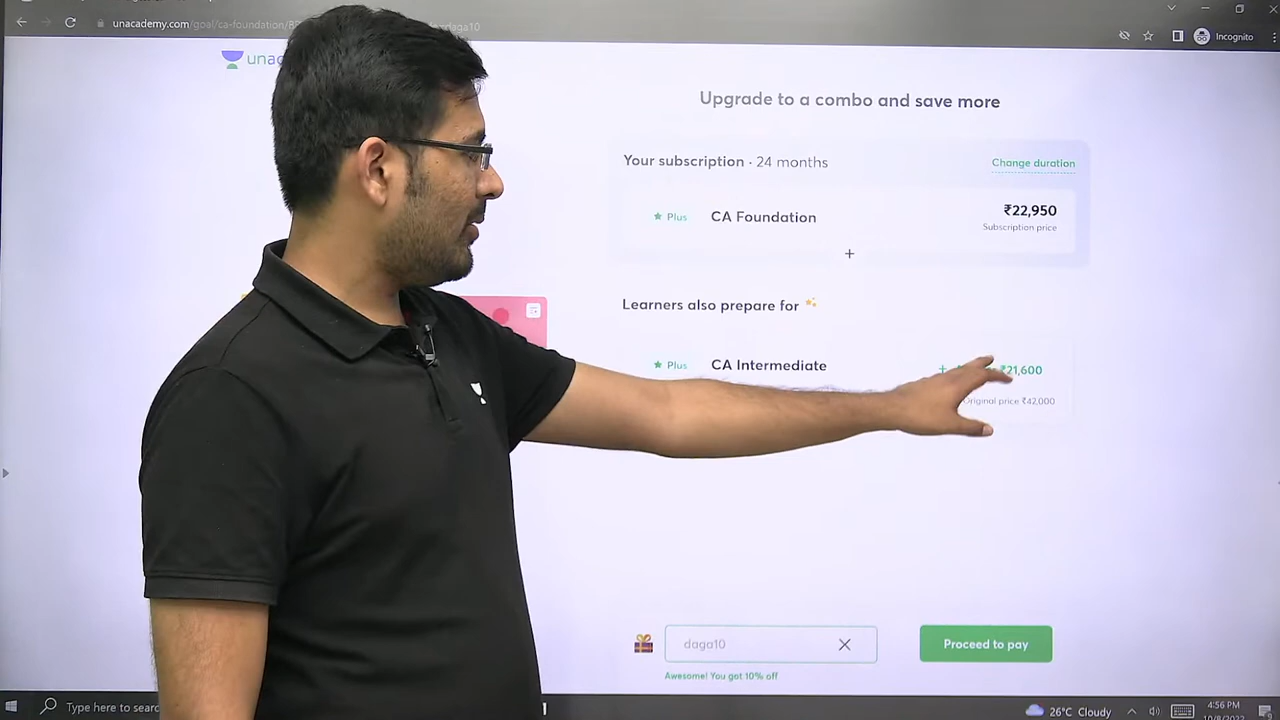 unacademy.com/goal/ca-foundation/
daga10
Incognito
Upgrade to a combo and save more
Your subscription · 24 months
Change duration
Plus
CA Foundation
₹22,950
Subscription price
+
Learners also prepare for
Plus
CA Intermediate
+
₹21,600
Original price ₹42,000
daga10
Proceed to pay
Awesome! You got 10% off
Type here to
26°C Cloudy
4:56 PM